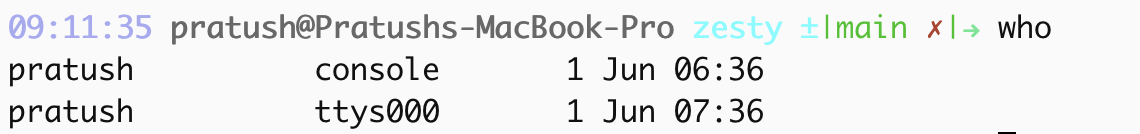 09:11:35 pratush@Pratushs-MacBook-Pro zesty ±|main ✗|→ who
pratush          console       1 Jun 06:36
pratush          ttys000       1 Jun 07:36